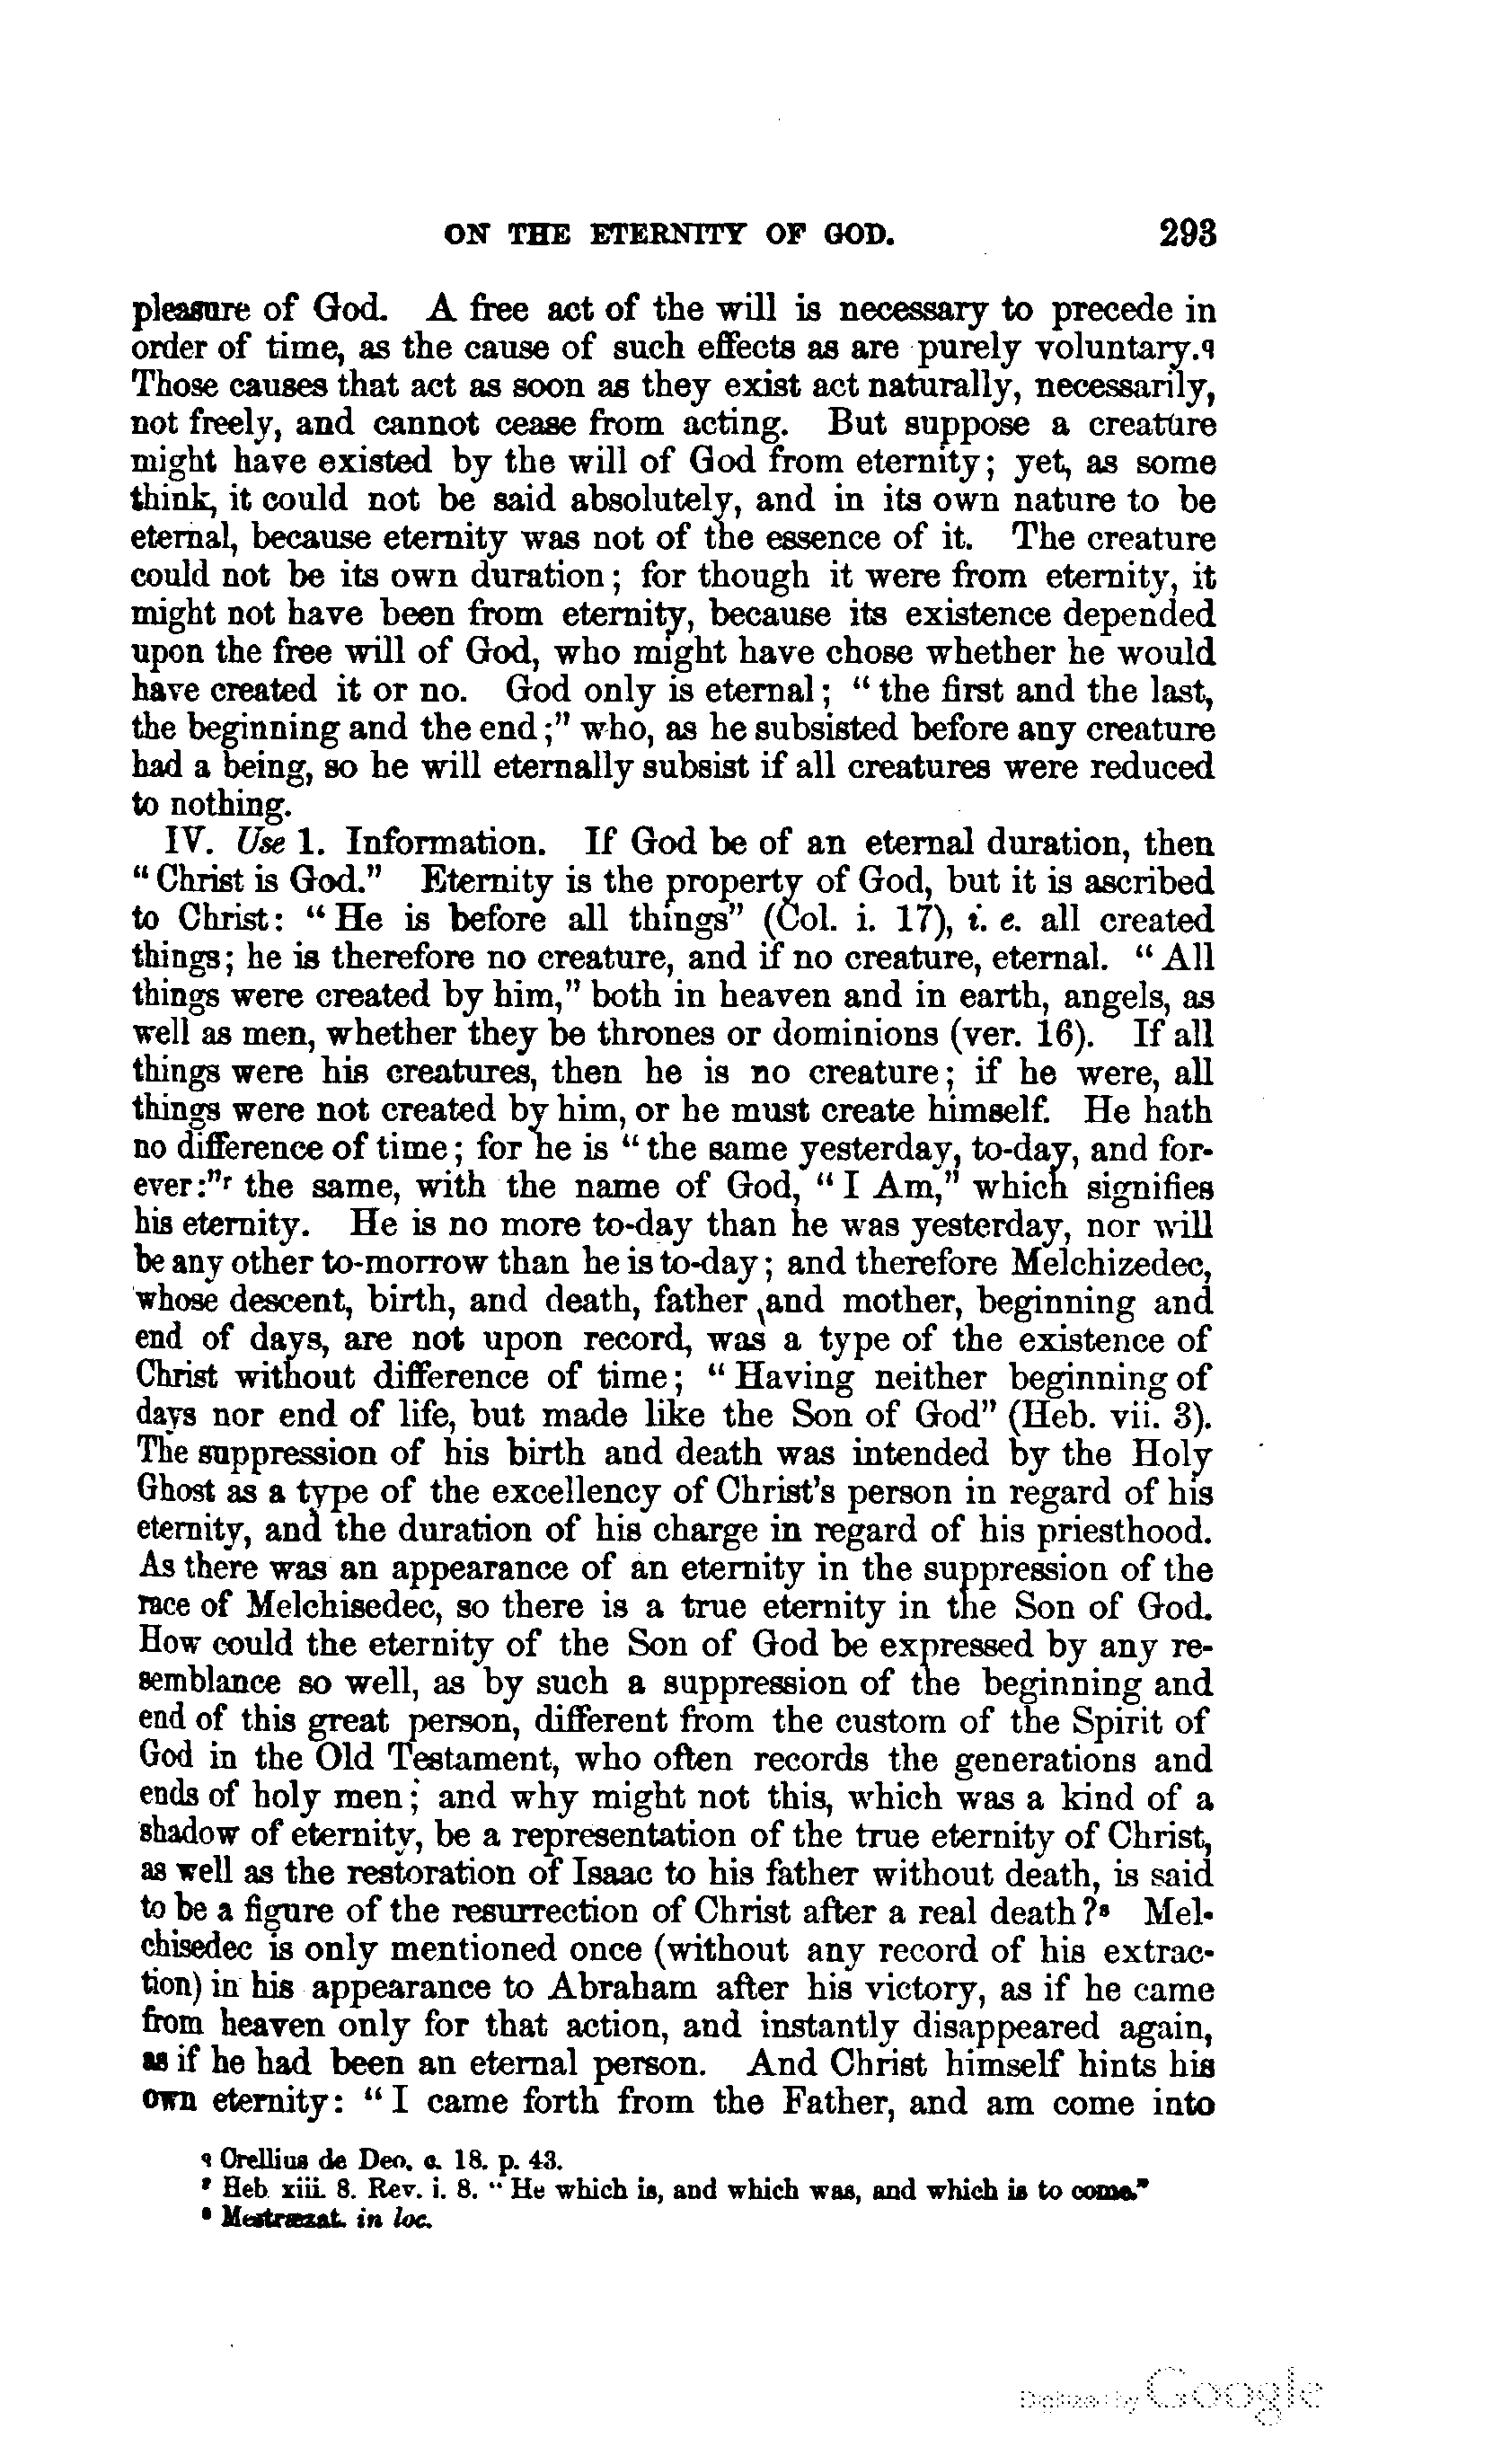 ON THE ETERNITY OF GOD. 293
pleasure of God. A free act of the will is necessary to precede in
order of time, as the cause of such effects as are purely voluntary.q
Those causes that act as soon as they exist act naturally, necessarily,
not freely, and cannot cease from acting. But suppose a creature
might have existed by the will of God from eternity; yet, as some
think, it could not be said absolutely, and in its own nature to be
eternal, because eternity was not of the essence of it. The creature
could not be its own duration; for though it were from eternity, it
might not have been from eternity, because its existence depended
upon the free will of God, who might have chose whether he would
have created it or no. God only is eternal; "the first and the last,
the beginning and the end;" who, as he subsisted before any creature
had a being, so he will eternally subsist if all creatures were reduced
to nothing.
IV. Use 1. Information. If God be of an eternal duration, then
"Christ is God." Eternity is the property of God, but it is ascribed
to Christ: "He is before all things" (Col. i. 17), i. e. all created
things; he is therefore no creature, and if no creature, eternal. "All
things were created by him," both in heaven and in earth, angels, as
well as men, whether they be thrones or dominions (ver. 16). If all
things were his creatures, then he is no creature; if he were, all
things were not created by him, or he must create himself. He hath
no difference of time; for he is "the same yesterday, to-day, and for-
ever:"r the same, with the name of God, "I Am," which signifies
his eternity. He is no more to-day than he was yesterday, nor will
be any other to-morrow than he is to-day; and therefore Melchizedec,
whose descent, birth, and death, father and mother, beginning and
end of days, are not upon record, was a type of the existence of
Christ without difference of time; "Having neither beginning of
days nor end of life, but made like the Son of God" (Heb. vii. 3).
The suppression of his birth and death was intended by the Holy
Ghost as a type of the excellency of Christ's person in regard of his
eternity, and the duration of his charge in regard of his priesthood.
As there was an appearance of an eternity in the suppression of the
race of Melchisedec, so there is a true eternity in the Son of God.
How could the eternity of the Son of God be expressed by any re-
semblance so well, as by such a suppression of the beginning and
end of this great person, different from the custom of the Spirit of
God in the Old Testament, who often records the generations and
ends of holy men; and why might not this, which was a kind of a
shadow of eternity, be a representation of the true eternity of Christ,
as well as the restoration of Isaac to his father without death, is said
to be a figure of the resurrection of Christ after a real death?s Mel-
chisedec is only mentioned once (without any record of his extrac-
tion) in his appearance to Abraham after his victory, as if he came
from heaven only for that action, and instantly disappeared again,
as if he had been an eternal person. And Christ himself hints his
own eternity: "I came forth from the Father, and am come into
q Orellius de Deo. c. 18. p. 43.
r Heb. xiii. 8. Rev. i. 8. "He which is, and which was, and which is to come."
s Mestræzat. in loc.
Digitized by Google